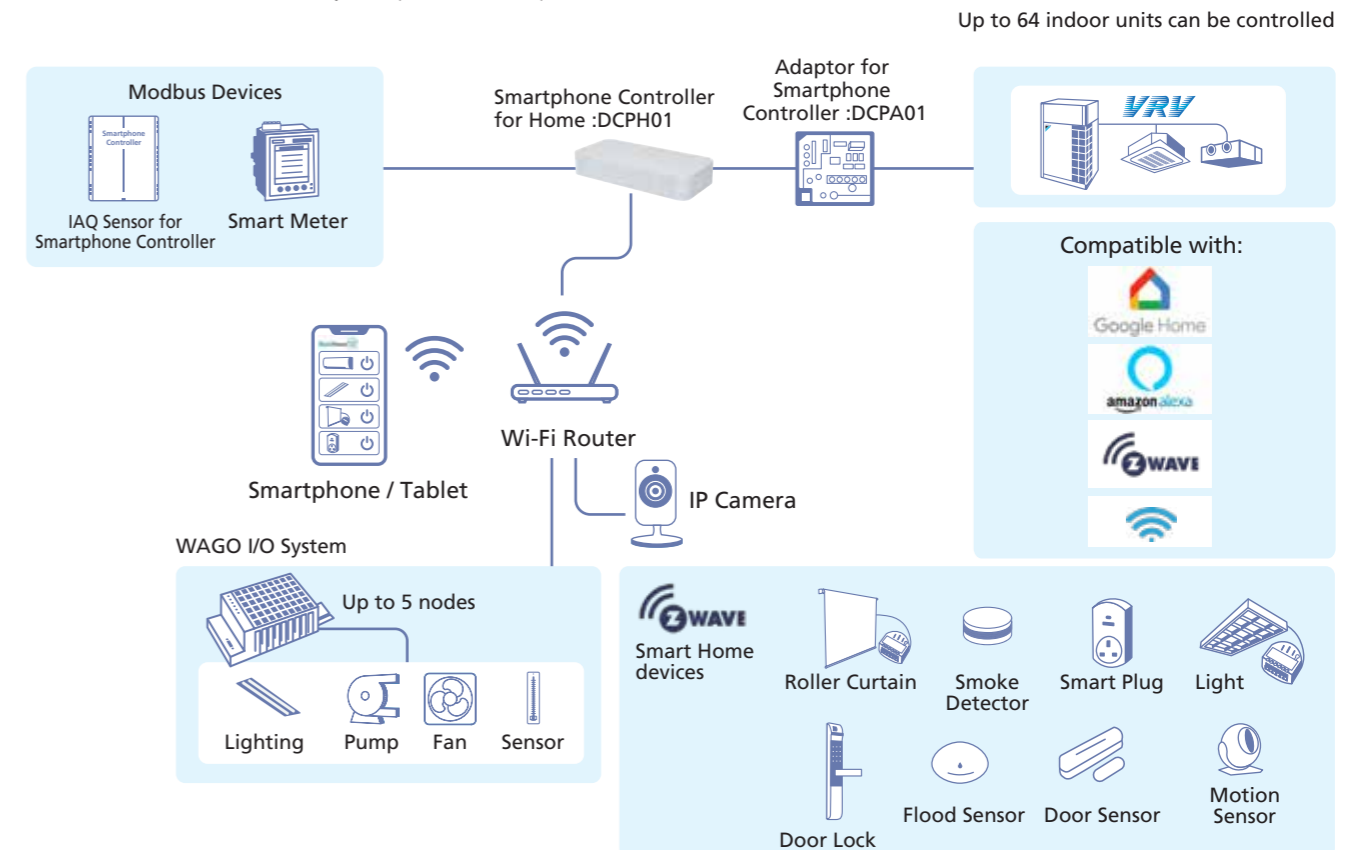 Up to 64 indoor units can be controlled
Modbus Devices
Smartphone
Controller
IAQ Sensor for
Smartphone Controller
Smart Meter
Smartphone Controller
for Home :DCPH01
Adaptor for
Smartphone
Controller :DCPA01
VRV
Compatible with:
Google Home
amazon alexa
Z WAVE
Smartphone / Tablet
Wi-Fi Router
IP Camera
WAGO I/O System
Up to 5 nodes
Lighting
Pump
Fan
Sensor
Z WAVE
Smart Home
devices
Roller Curtain
Smoke
Detector
Smart Plug
Light
Door Lock
Flood Sensor
Door Sensor
Motion
Sensor